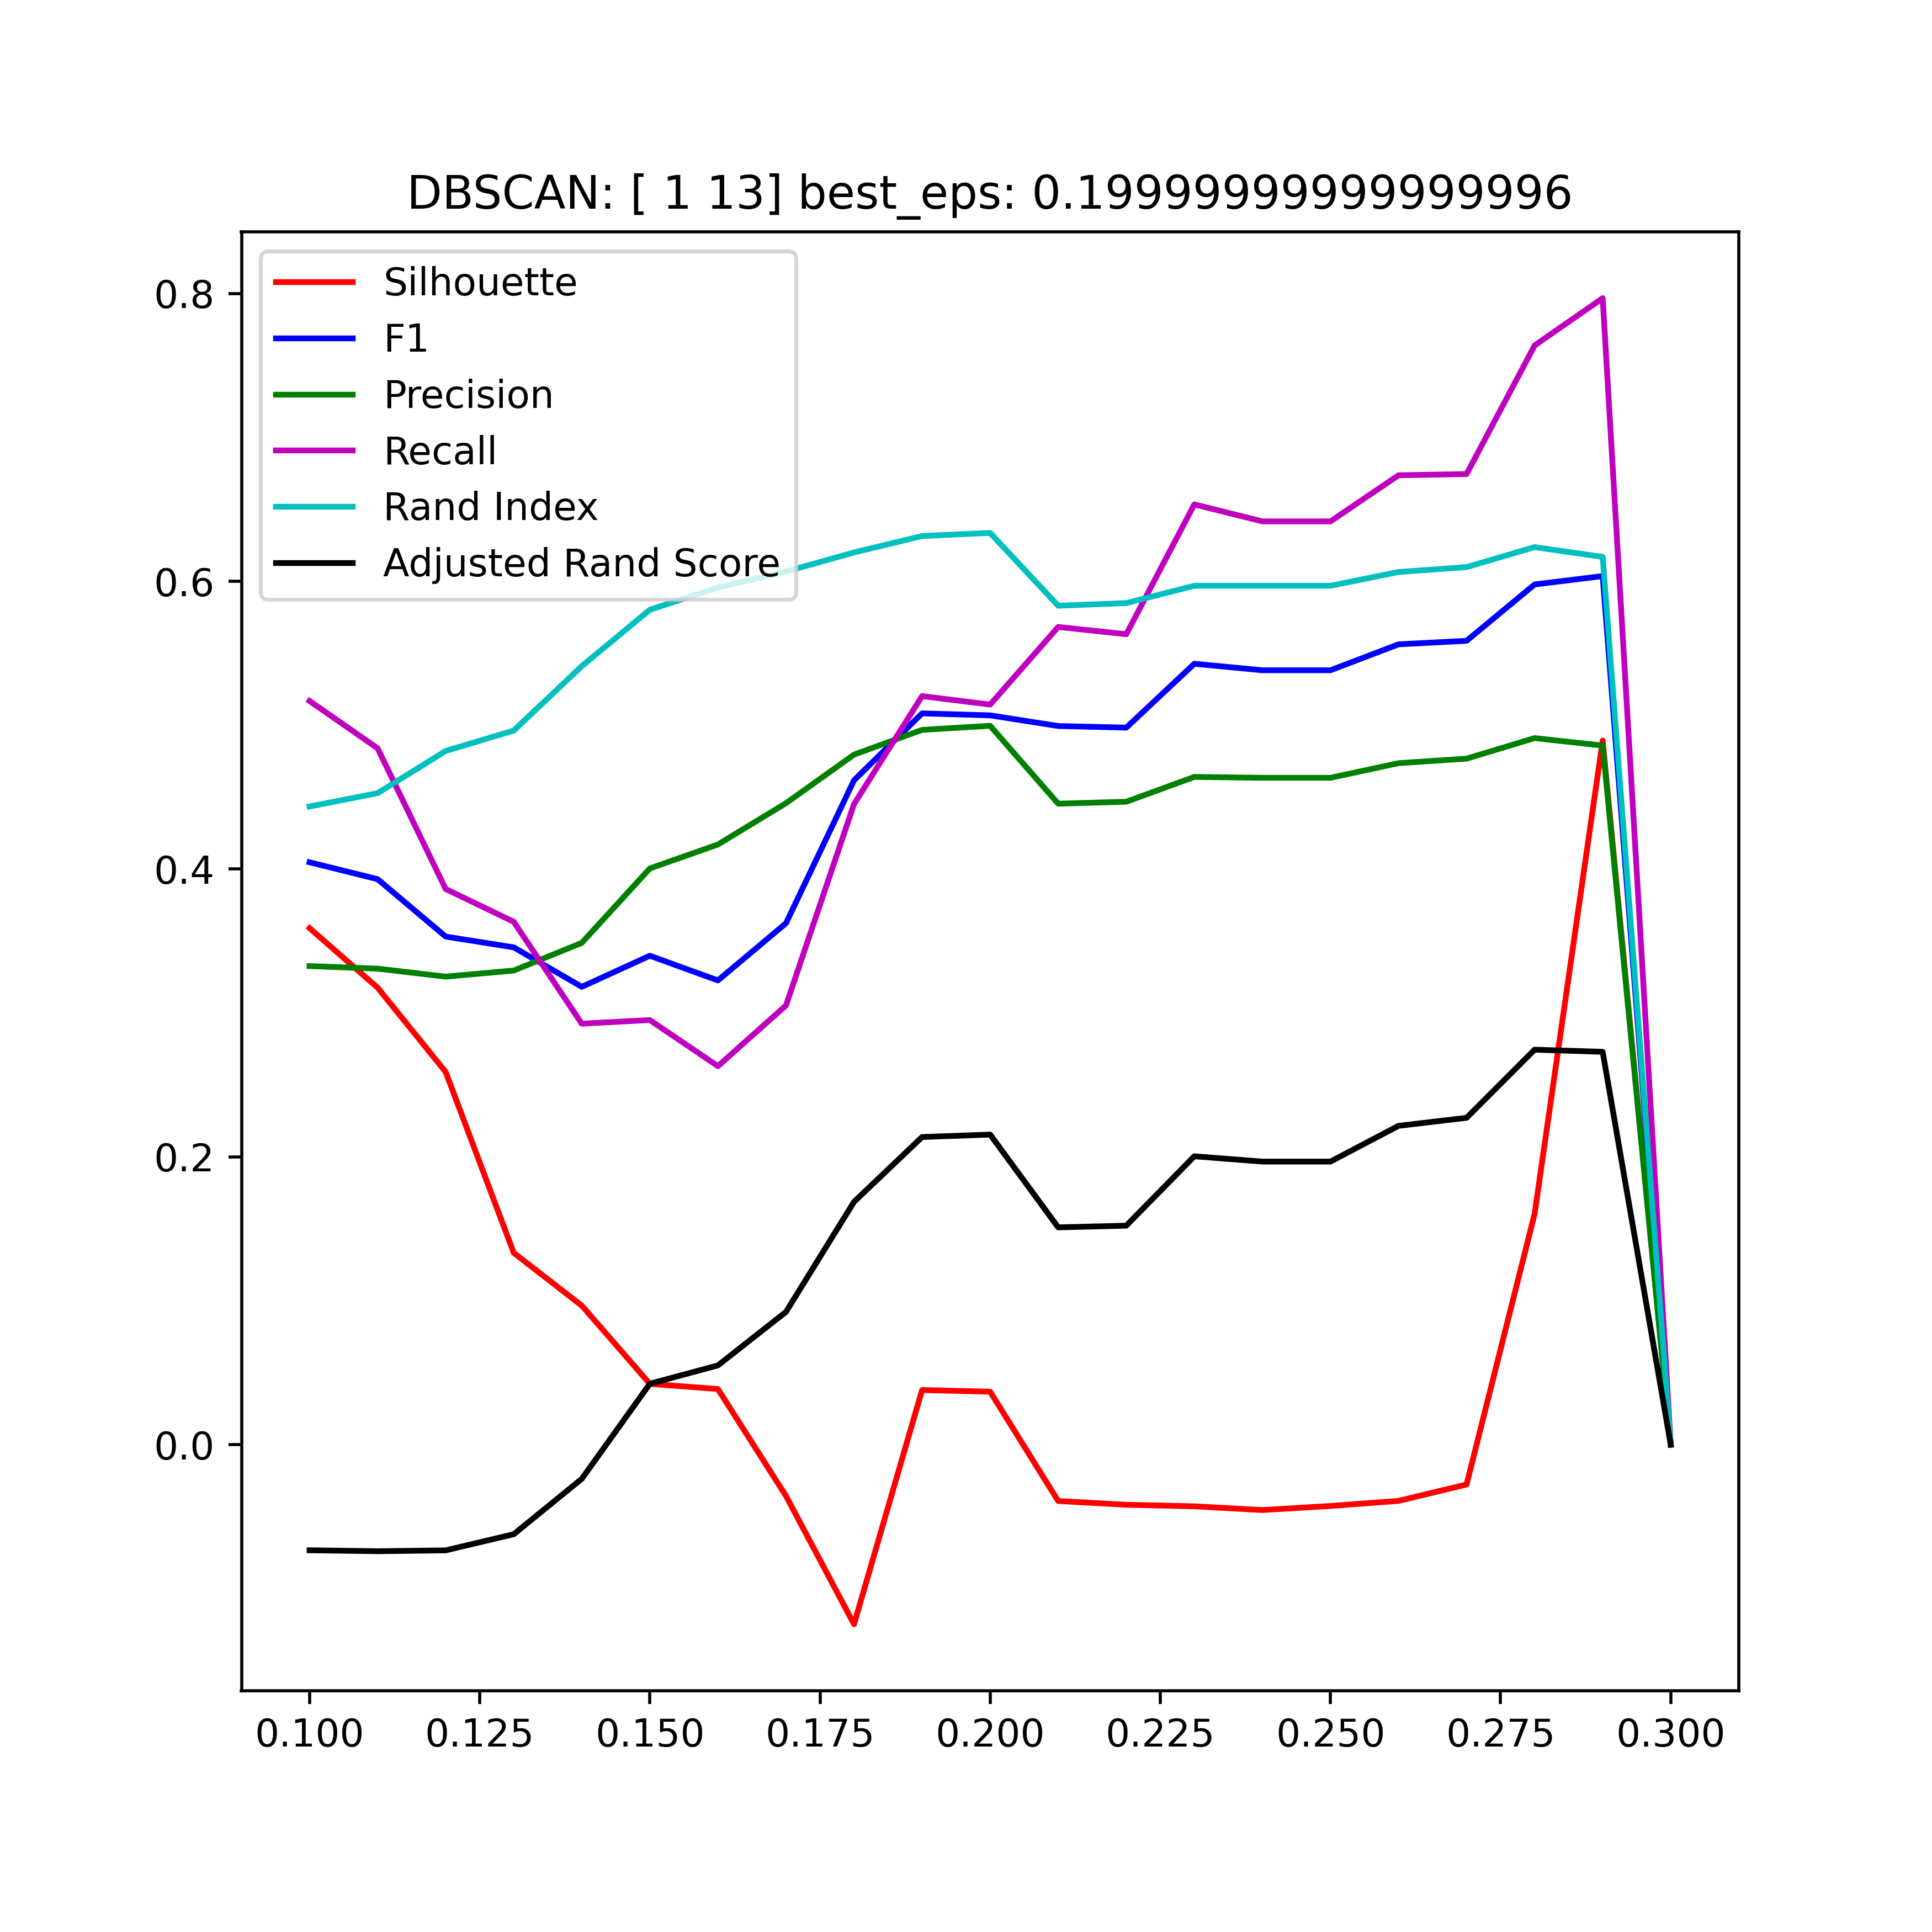 DBSCAN: [ 1 13] best_eps: 0.19999999999999996
Silhouette
F1
Precision
Recall
Rand Index
Adjusted Rand Score
0.8
0.6
0.4
0.2
0.0
0.100 0.125 0.150 0.175 0.200 0.225 0.250 0.275 0.300